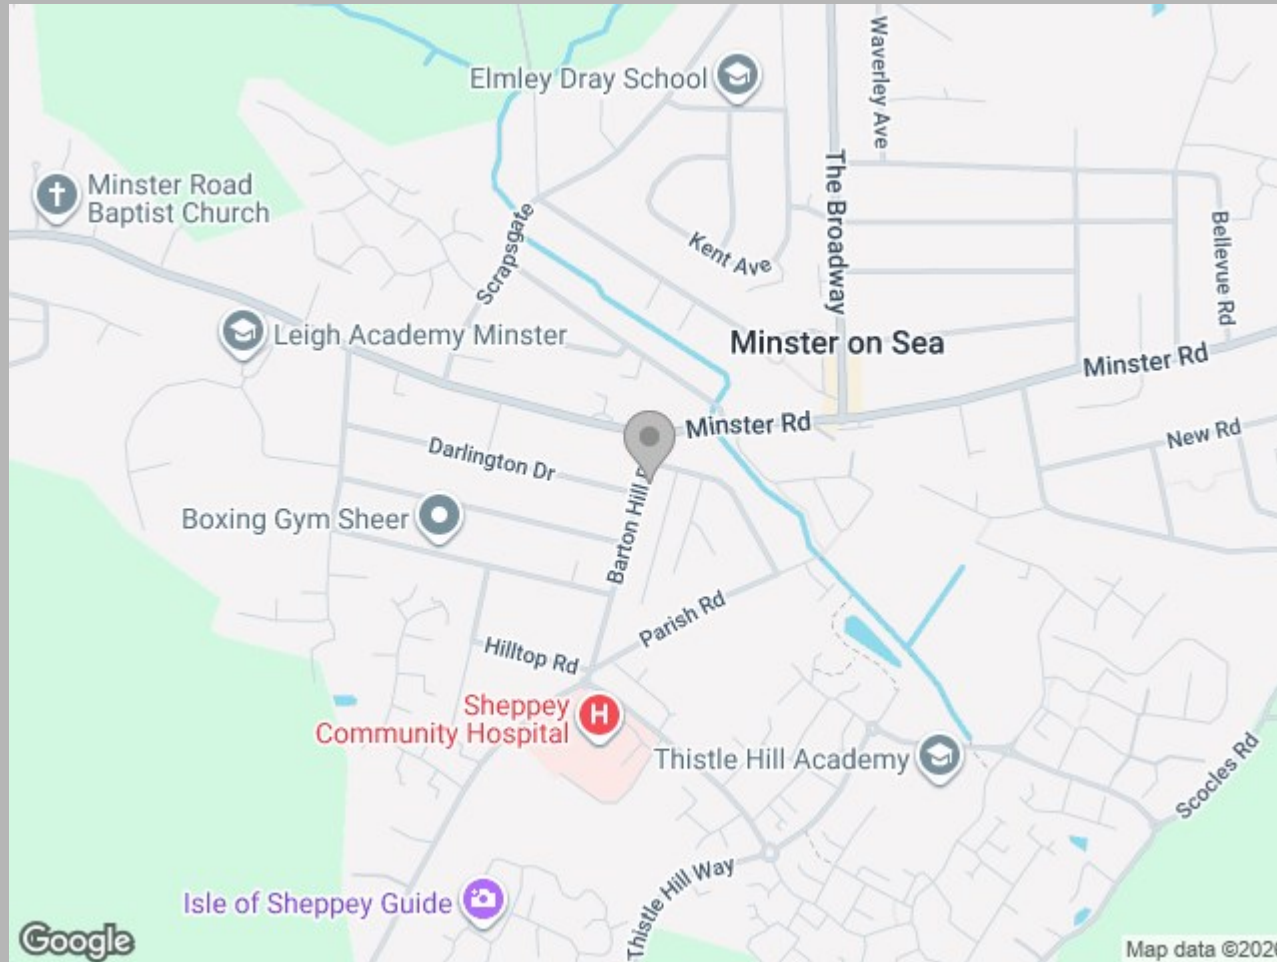 Elmley Dray School
Waverley Ave
Minster Road
Baptist Church
The Broadway
Scrapsgate
Kent Ave
Bellevue Rd
Leigh Academy Minster
Minster on Sea
Minster Rd
Minster Rd
New Rd
Darlington Dr
Boxing Gym Sheer
Barton Hill
Parish Rd
Hilltop Rd
Sheppey
Community Hospital
Thistle Hill Academy
Scocles Rd
Thistle Hill Way
Isle of Sheppey Guide
Google
Map data ©2026